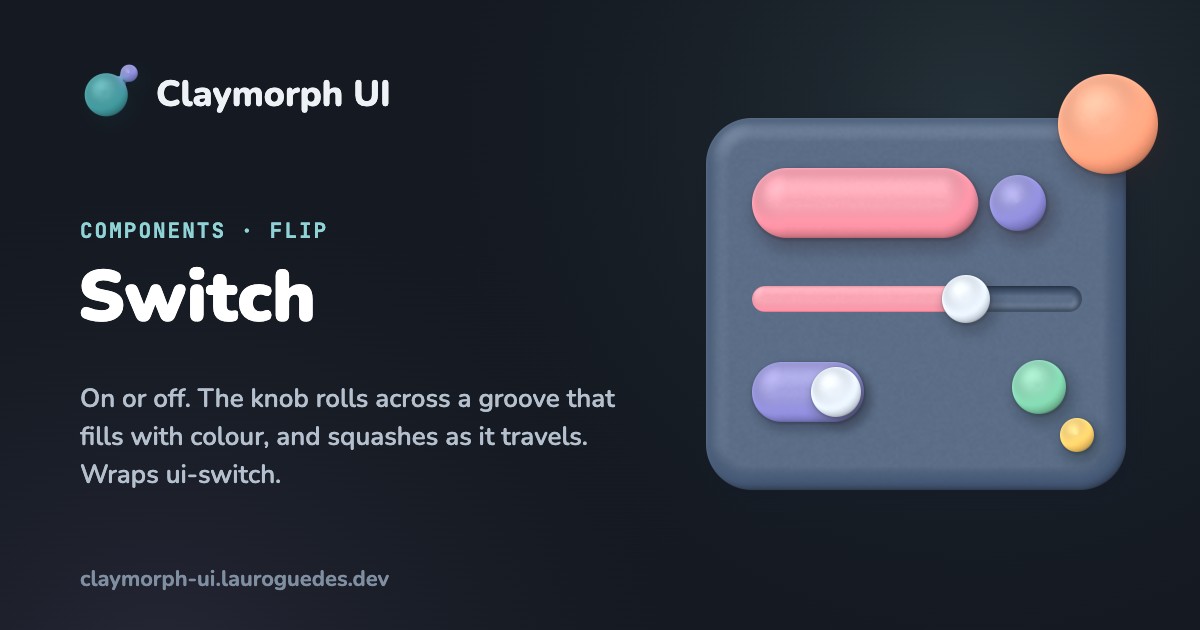 Claymorph UI
COMPONENTS · FLIP
Switch
On or off. The knob rolls across a groove that
fills with colour, and squashes as it travels.
Wraps ui-switch.
claymorph-ui.lauroguedes.dev